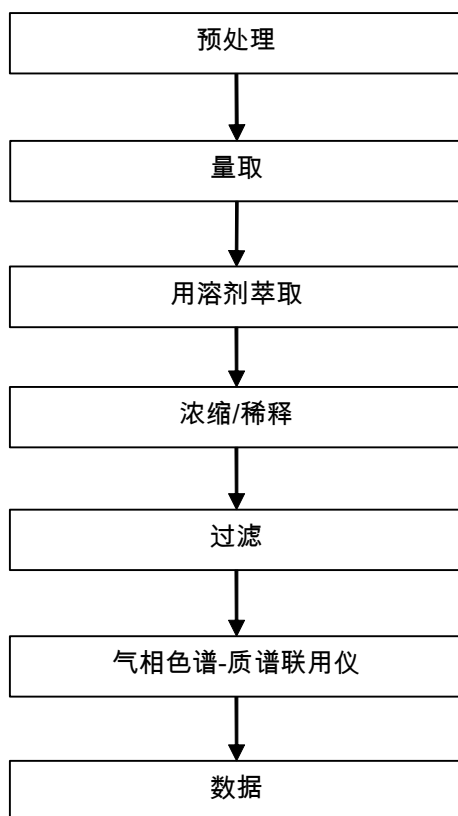 预处理
量取
用溶剂萃取
浓缩/稀释
过滤
气相色谱-质谱联用仪
数据